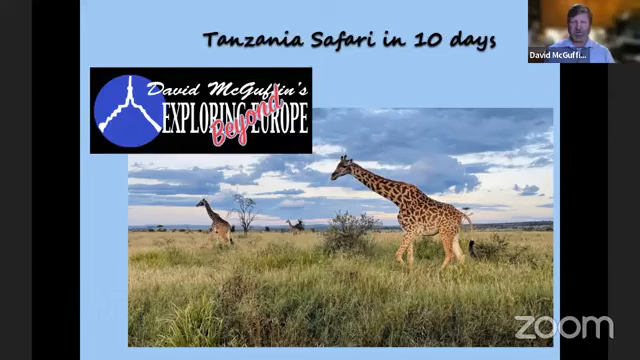 Tanzania Safari in 10 days
David McGuffi...
David McGuffin's
EXPLORING EUROPE
Beyond
zoom